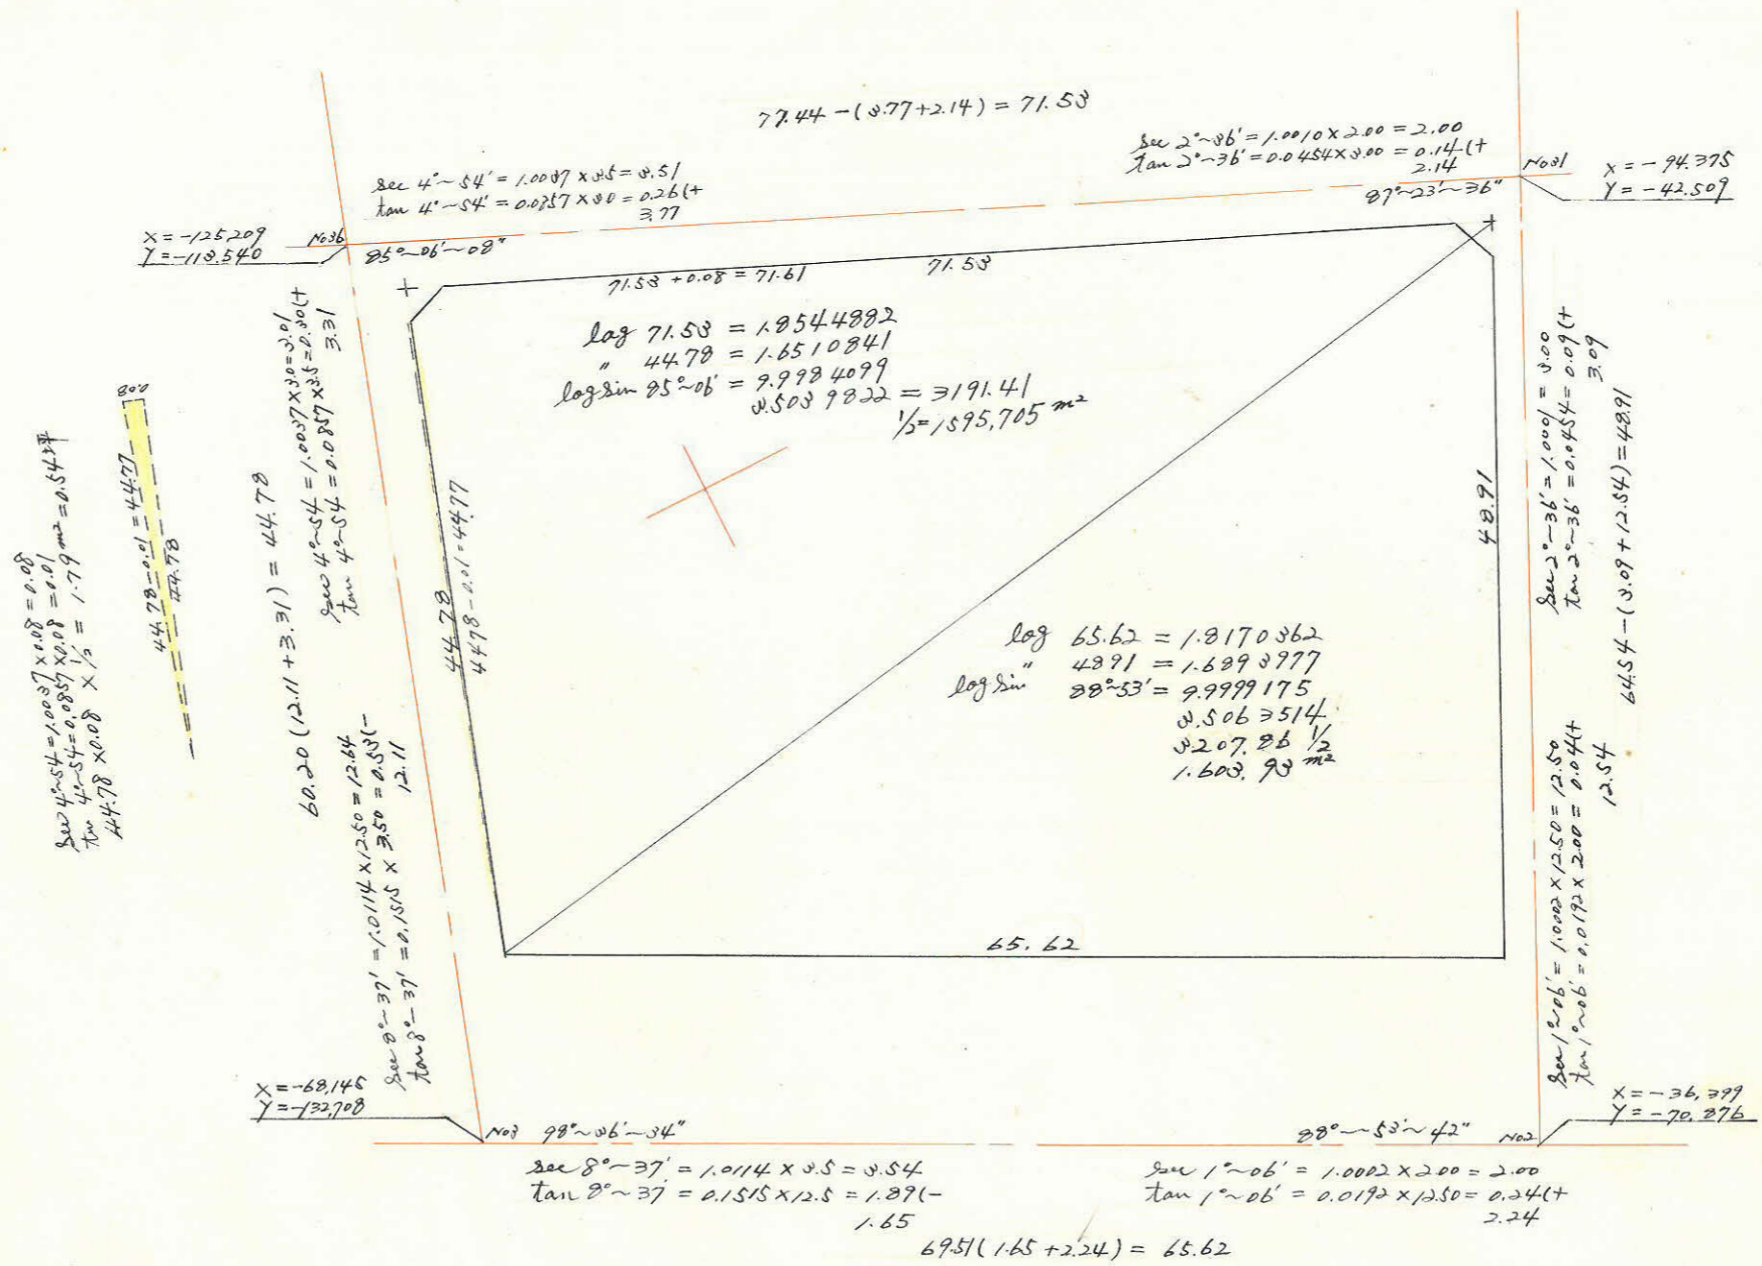 77.44 - (3.77+2.14) = 71.53
sec 4°~54' = 1.0037 × 3.5 = 3.51
tan 4°~54' = 0.0857 × 3.0 = 0.26 (+
3.77
sec 2°~36' = 1.0010 × 2.00 = 2.00
tan 2°~36' = 0.0454 × 3.00 = 0.14 (+
2.14
87°~23'~36"
No31
X = -94.375
Y = -42.509
X = -125,209
Y = -113.540
No36
85°~06'~08"
71.53 + 0.08 = 71.61
71.53
log 71.53 = 1.8544882
" 44.78 = 1.6510841
log sin 85°~06' = 9.9984099
3.5039822 = 3191.41
1/2 = 1595,705 m²
sec 4°~54' = 1.0037 × 3.0 = 3.01
tan 4°~54' = 0.0857 × 3.5 = 0.30 (+
3.31
60.20 (12.11 + 3.31) = 44.78
44.78
44.78 - 0.01 = 44.77
0.08
44.78 - 0.01 = 44.77
44.78
sec 4°~54' = 1.0037 × 0.08 = 0.08
tan 4°~54' = 0.0857 × 0.08 = 0.01
44.78 × 0.08 × 1/2 = 1.79 m² = 0.54坪
sec 8°~37' = 1.0114 × 12.50 = 12.64
tan 8°~37' = 0.1515 × 3.50 = 0.53 (-
12.11
48.91
sec 2°~36' = 1.0001 = 3.00
tan 2°~36' = 0.0454 = 0.09 (+
3.09
64.54 - (3.09 + 12.54) = 48.91
log 65.62 = 1.8170362
" 4891 = 1.6893977
log sin 88°~53' = 9.9999175
3.5063514
3207.86 1/2
1.603.93 m²
sec 1°~06' = 1.0002 × 12.50 = 12.50
tan 1°~06' = 0.0192 × 2.00 = 0.04 (+
12.54
65.62
X = -68,145
Y = -132,708
No3
98°~36'~34"
88°~53'~42"
No2
X = -36,399
Y = -70.876
sec 8°~37' = 1.0114 × 3.5 = 3.54
tan 8°~37' = 0.1515 × 12.5 = 1.89 (-
1.65
sec 1°~06' = 1.0002 × 2.00 = 2.00
tan 1°~06' = 0.0192 × 12.50 = 0.24 (+
2.24
69.51 (1.65 + 2.24) = 65.62